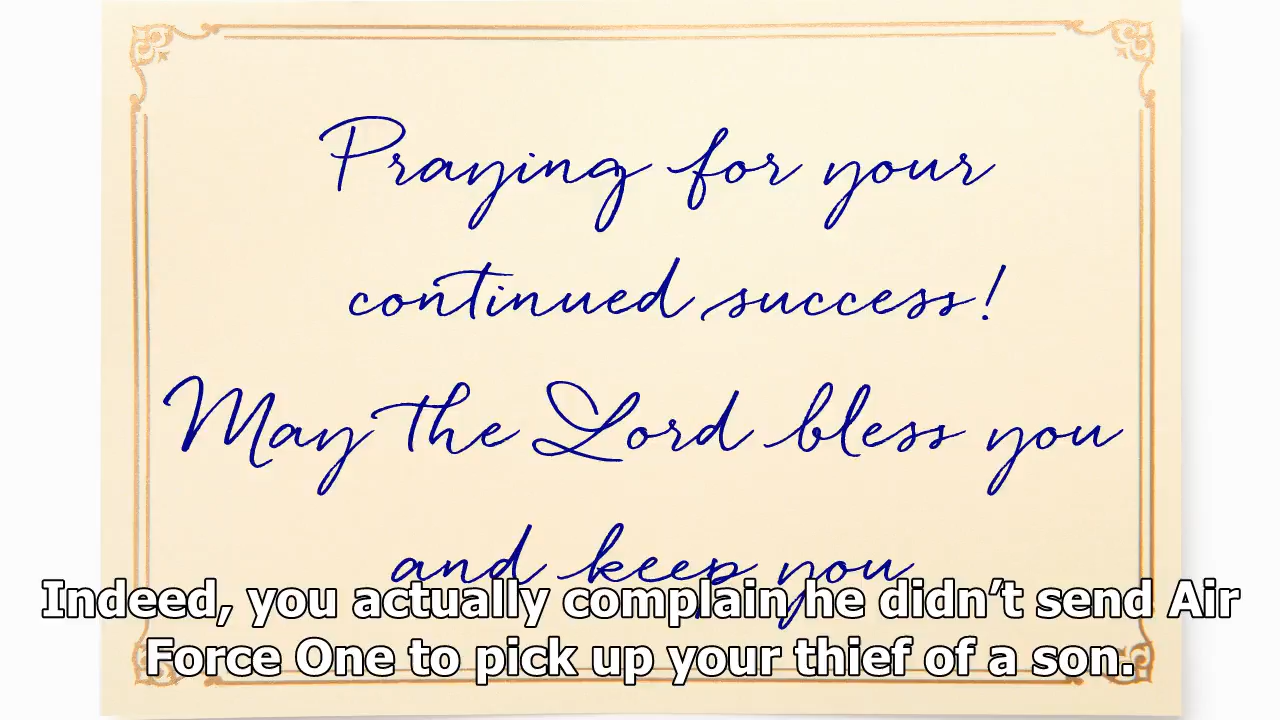 Praying for your
continued success!
May the Lord bless you
and keep you
Indeed, you actually complain he didn’t send Air
Force One to pick up your thief of a son.